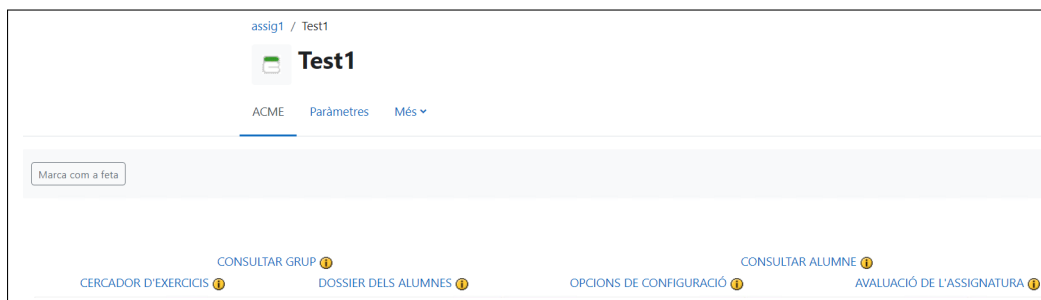 assig1 / Test1
Test1
ACME Paràmetres Més
Marca com a feta
CONSULTAR GRUP CONSULTAR ALUMNE
CERCADOR D'EXERCICIS DOSSIER DELS ALUMNES OPCIONS DE CONFIGURACIÓ AVALUACIÓ DE L'ASSIGNATURA